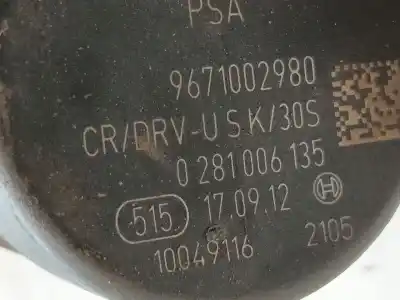 PSA
9671002980
CR/DRV-USK/30S
0 281 006 135
515 17.09.12
10049116 2105